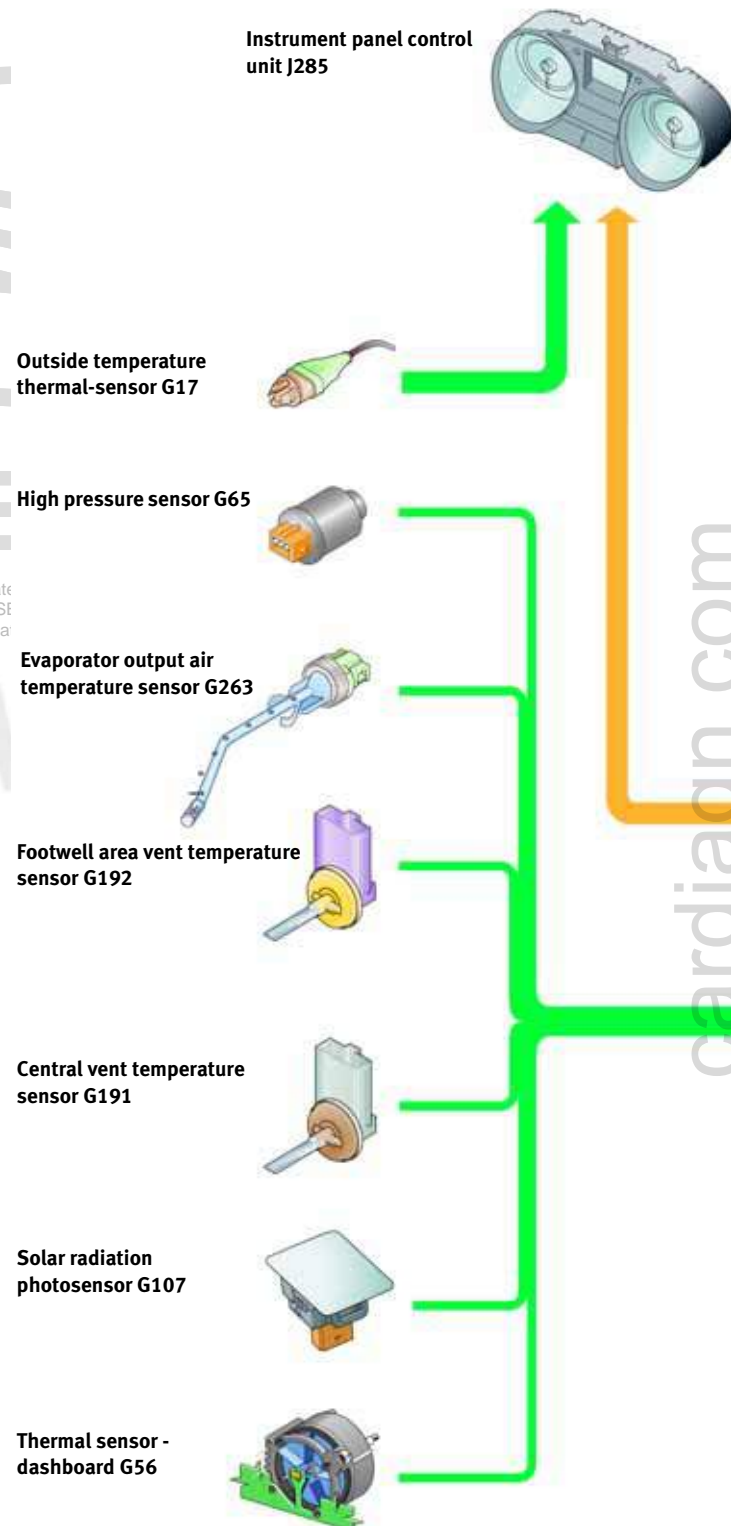 Instrument panel control
unit J285
Outside temperature
thermal-sensor G17
High pressure sensor G65
Evaporator output air
temperature sensor G263
Footwell area vent temperature
sensor G192
Central vent temperature
sensor G191
Solar radiation
photosensor G107
Thermal sensor -
dashboard G56
cardiagn com